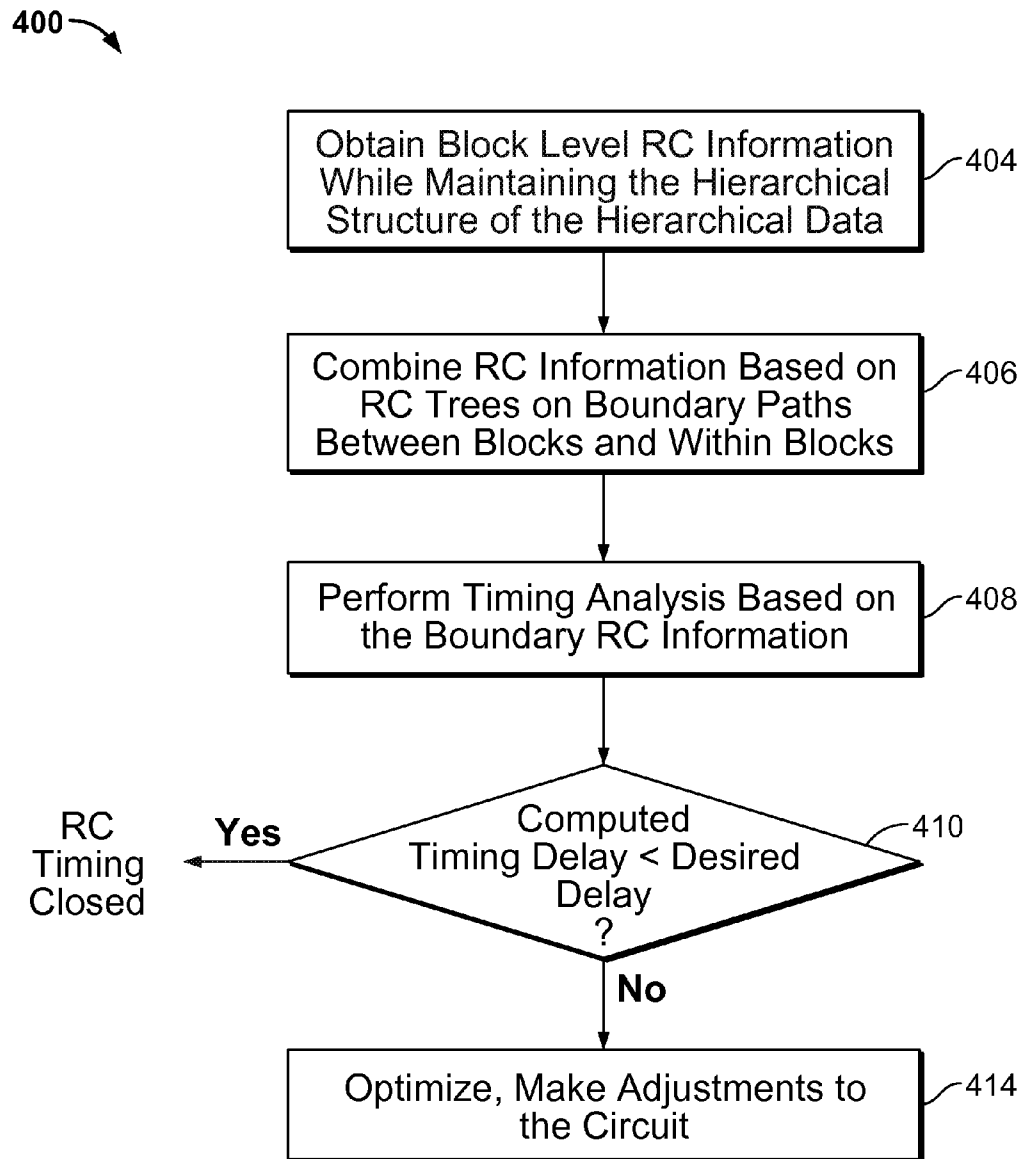 400
Obtain Block Level RC Information
While Maintaining the Hierarchical
Structure of the Hierarchical Data
404
Combine RC Information Based on
RC Trees on Boundary Paths
Between Blocks and Within Blocks
406
Perform Timing Analysis Based on
the Boundary RC Information
408
Computed
Timing Delay < Desired
Delay
?
410
Yes
RC
Timing
Closed
No
Optimize, Make Adjustments to
the Circuit
414